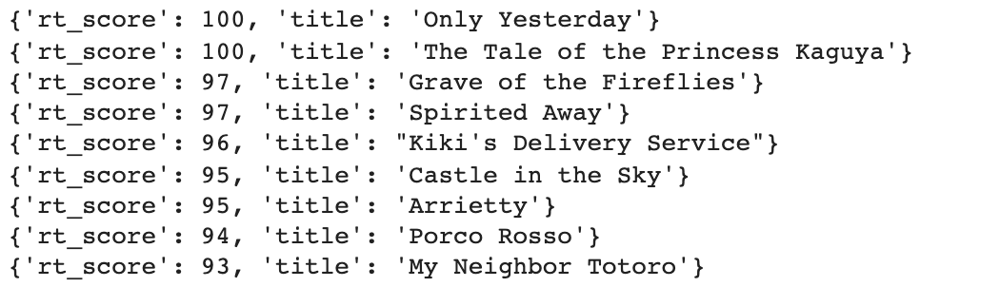 {'rt_score': 100, 'title': 'Only Yesterday'}
{'rt_score': 100, 'title': 'The Tale of the Princess Kaguya'}
{'rt_score': 97, 'title': 'Grave of the Fireflies'}
{'rt_score': 97, 'title': 'Spirited Away'}
{'rt_score': 96, 'title': "Kiki's Delivery Service"}
{'rt_score': 95, 'title': 'Castle in the Sky'}
{'rt_score': 95, 'title': 'Arrietty'}
{'rt_score': 94, 'title': 'Porco Rosso'}
{'rt_score': 93, 'title': 'My Neighbor Totoro'}